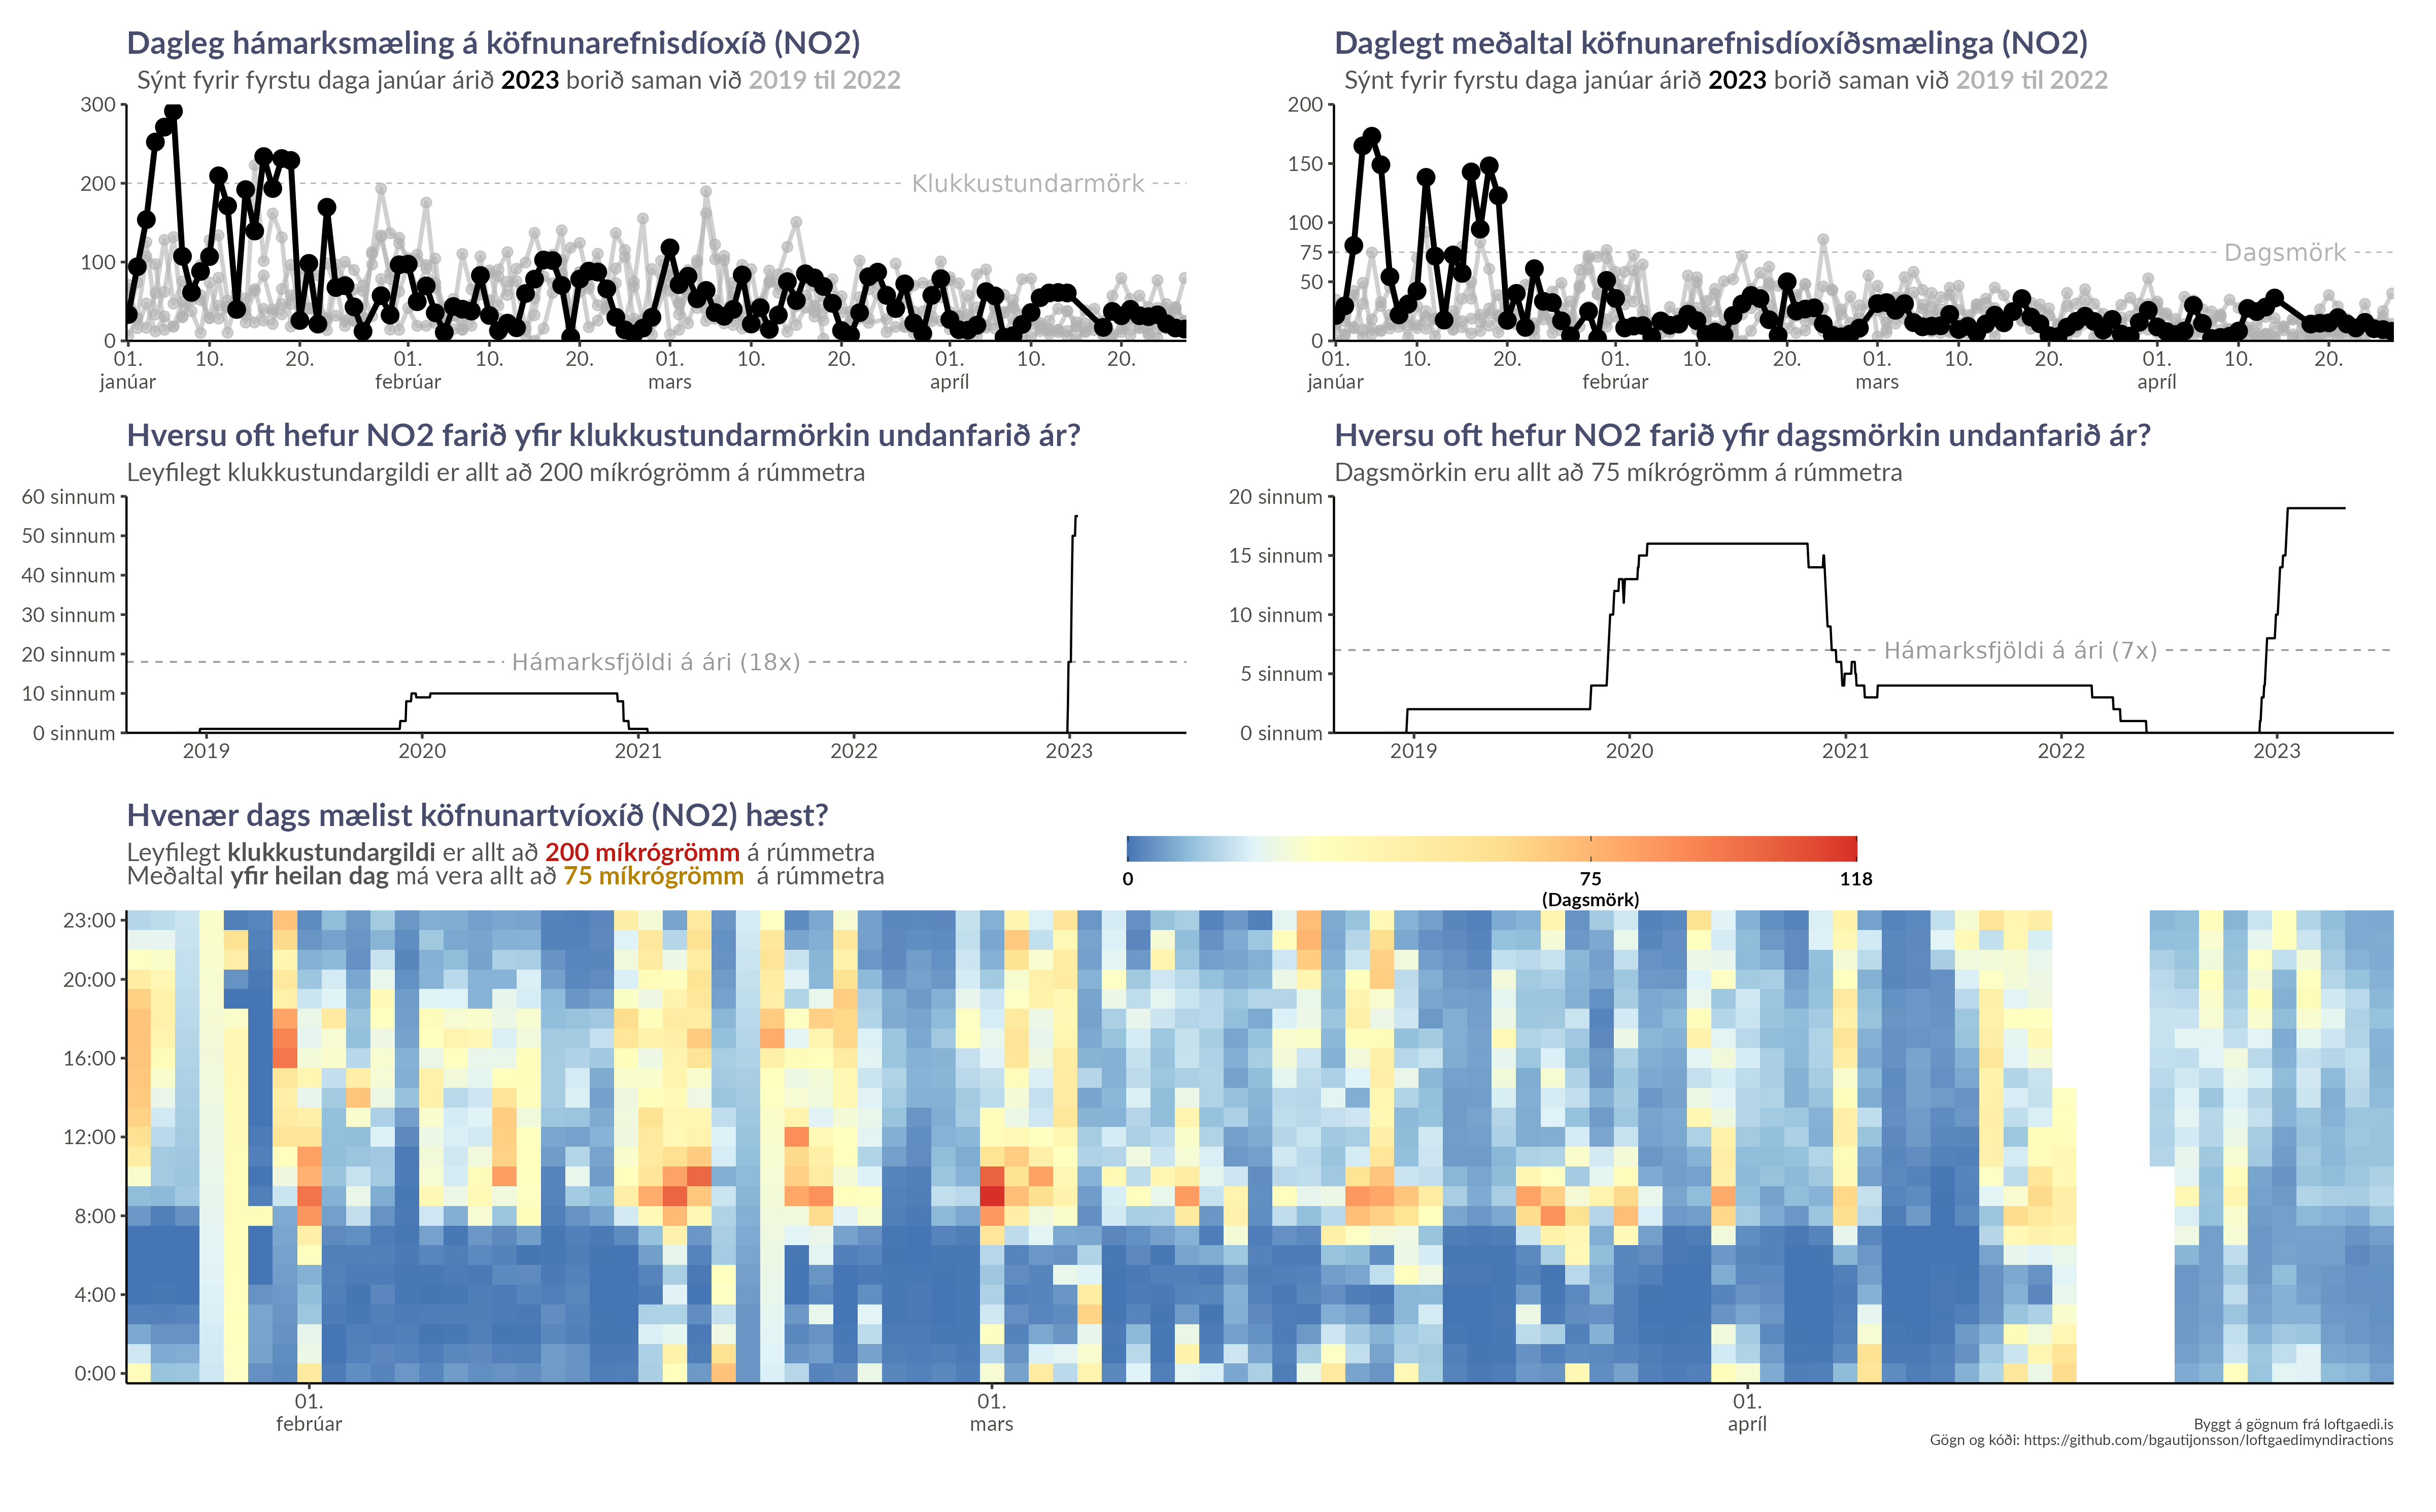 Dagleg hámarksmæling á köfnunarefnisdíoxíð (NO2)
Sýnt fyrir fyrstu daga janúar árið 2023 borið saman við 2019 til 2022
300
200
100
0
Klukkustundarmörk
01. 10. 20. 01. 10. 20. 01. 10. 20. 01. 10. 20.
janúar febrúar mars apríl
Daglegt meðaltal köfnunarefnisdíoxíðsmælinga (NO2)
Sýnt fyrir fyrstu daga janúar árið 2023 borið saman við 2019 til 2022
200
150
100
75
50
0
Dagsmörk
01. 10. 20. 01. 10. 20. 01. 10. 20. 01. 10. 20.
janúar febrúar mars apríl
Hversu oft hefur NO2 farið yfir klukkustundarmörkin undanfarið ár?
Leyfilegt klukkustundargildi er allt að 200 míkrógrömm á rúmmetra
60 sinnum
50 sinnum
40 sinnum
30 sinnum
20 sinnum
10 sinnum
0 sinnum
Hámarksfjöldi á ári (18x)
2019 2020 2021 2022 2023
Hversu oft hefur NO2 farið yfir dagsmörkin undanfarið ár?
Dagsmörkin eru allt að 75 míkrógrömm á rúmmetra
20 sinnum
15 sinnum
10 sinnum
5 sinnum
0 sinnum
Hámarksfjöldi á ári (7x)
2019 2020 2021 2022 2023
Hvenær dags mælist köfnunartvíoxíð (NO2) hæst?
Leyfilegt klukkustundargildi er allt að 200 míkrógrömm á rúmmetra
Meðaltal yfir heilan dag má vera allt að 75 míkrógrömm á rúmmetra
0 75 118
(Dagsmörk)
23:00
20:00
16:00
12:00
8:00
4:00
0:00
01. 01. 01.
febrúar mars apríl
Byggt á gögnum frá loftgaedi.is
Gögn og kóði: https://github.com/bgautijonsson/loftgaedimyndiractions